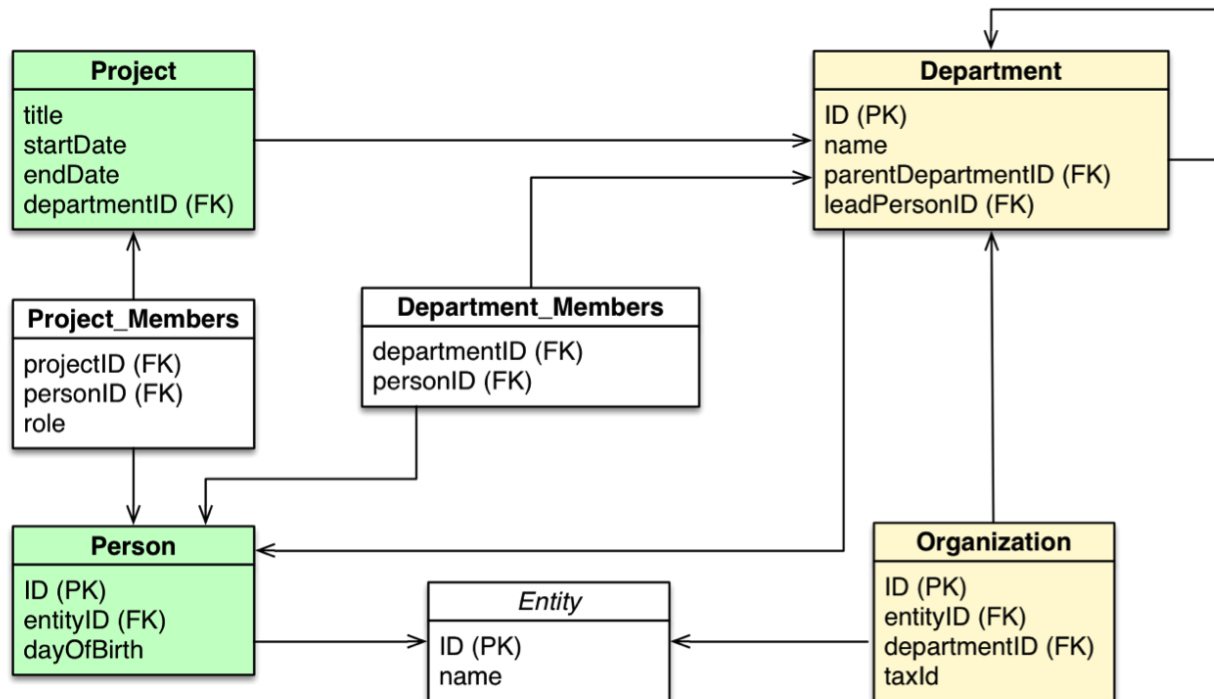 Project
title
startDate
endDate
departmentID (FK)
Department
ID (PK)
name
parentDepartmentID (FK)
leadPersonID (FK)
Project_Members
projectID (FK)
personID (FK)
role
Department_Members
departmentID (FK)
personID (FK)
Person
ID (PK)
entityID (FK)
dayOfBirth
Entity
ID (PK)
name
Organization
ID (PK)
entityID (FK)
departmentID (FK)
taxId